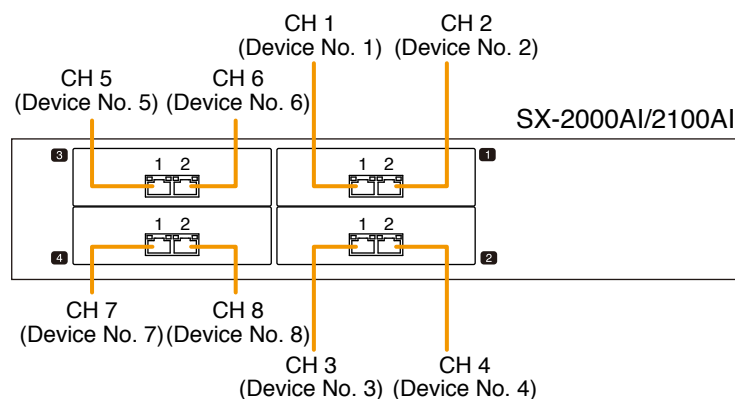 CH 1
(Device No. 1)
CH 2
(Device No. 2)
CH 5
(Device No. 5)
CH 6
(Device No. 6)
SX-2000AI/2100AI
3
1 2
1 2
1
1 2
1 2
4
2
CH 7
(Device No. 7)
CH 8
(Device No. 8)
CH 3
(Device No. 3)
CH 4
(Device No. 4)